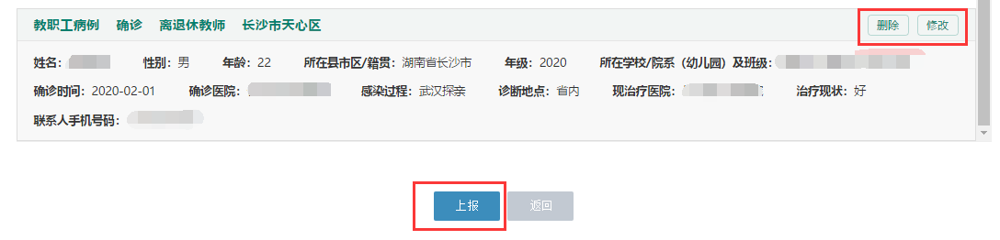 教职工病例 确诊 离退休教师 长沙市天心区 删除 修改
姓名： 性别：男 年龄：22 所在县市区/籍贯：湖南省长沙市 年级：2020 所在学校/院系（幼儿园）及班级：
确诊时间：2020-02-01 确诊医院： 感染过程：武汉探亲 诊断地点：省内 现治疗医院： 治疗现状：好
联系人手机号码：
上报 返回